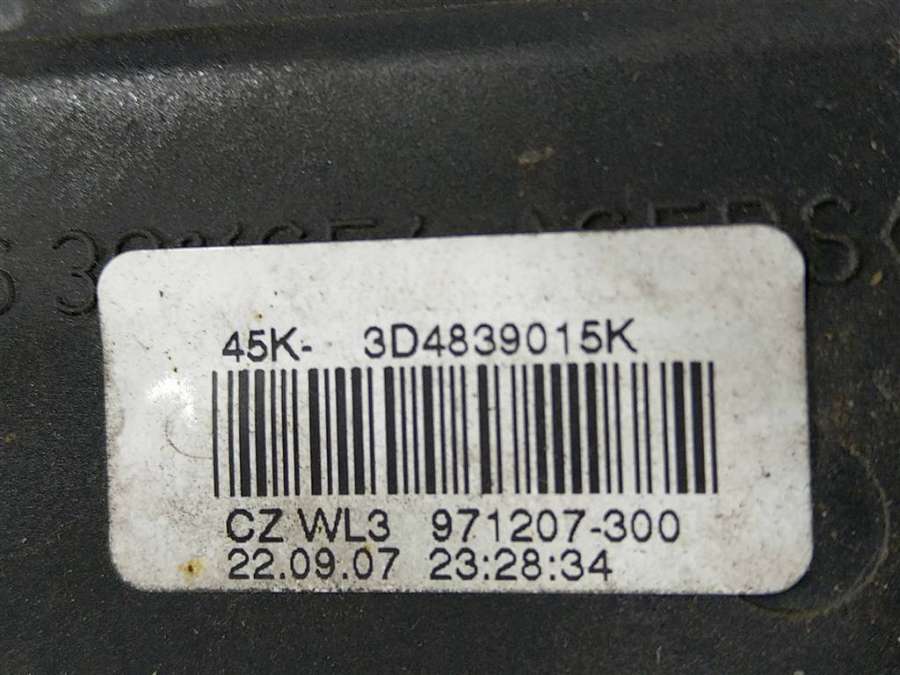 45K- 3D4839015K
CZ WL3 971207-300
22.09.07 23:28:34